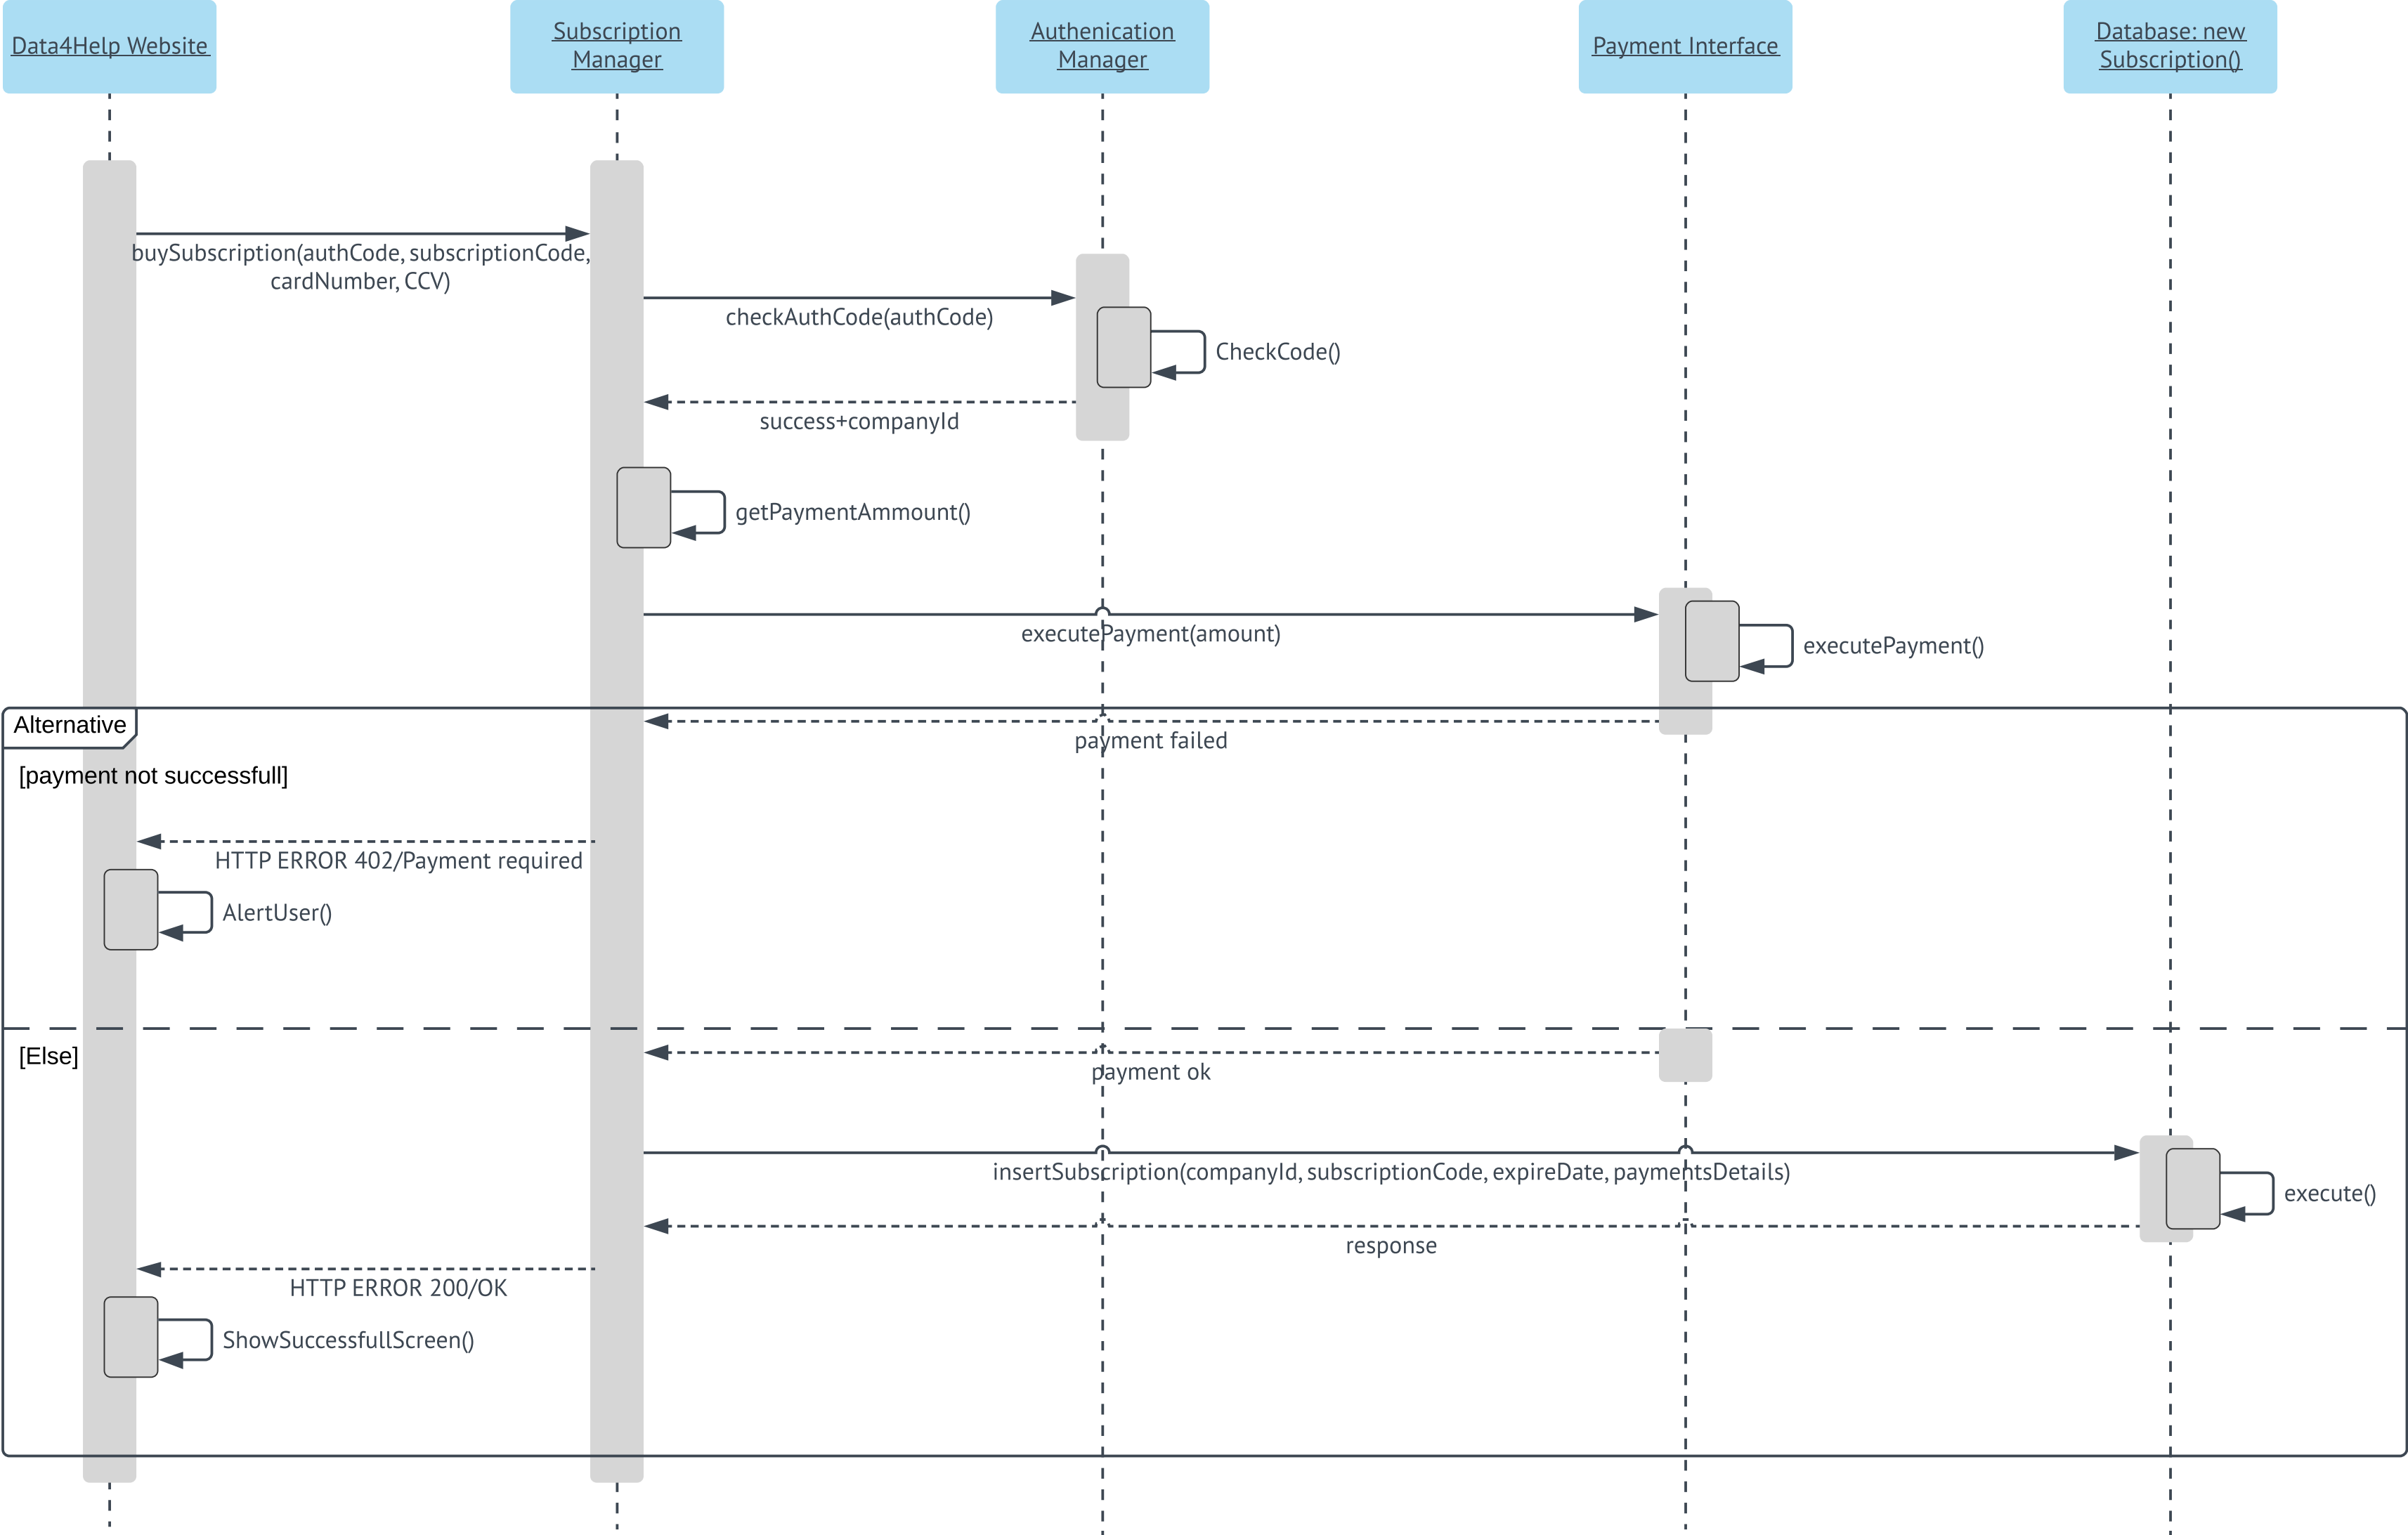 Data4Help Website
Subscription
Manager
Authenication
Manager
Payment Interface
Database: new
Subscription()
buySubscription(authCode, subscriptionCode,
cardNumber, CCV)
checkAuthCode(authCode)
CheckCode()
success+companyId
getPaymentAmmount()
executePayment(amount)
executePayment()
Alternative
payment failed
[payment not successfull]
HTTP ERROR 402/Payment required
AlertUser()
[Else]
payment ok
insertSubscription(companyId, subscriptionCode, expireDate, paymentsDetails)
execute()
response
HTTP ERROR 200/OK
ShowSuccessfullScreen()